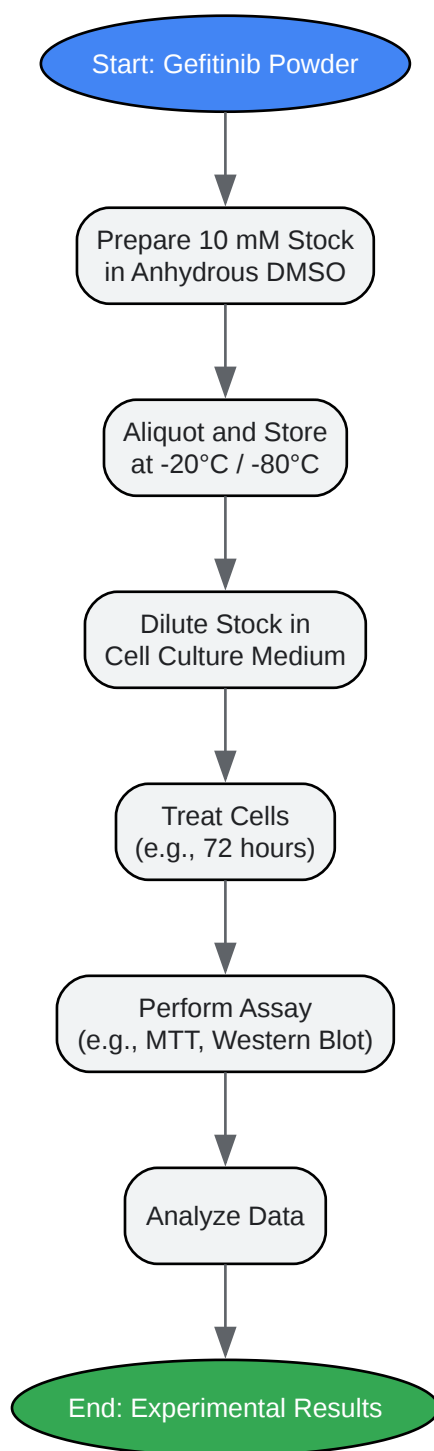 Start: Gefitinib Powder
Prepare 10 mM Stock
in Anhydrous DMSO
Aliquot and Store
at -20°C / -80°C
Dilute Stock in
Cell Culture Medium
Treat Cells
(e.g., 72 hours)
Perform Assay
(e.g., MTT, Western Blot)
Analyze Data
End: Experimental Results